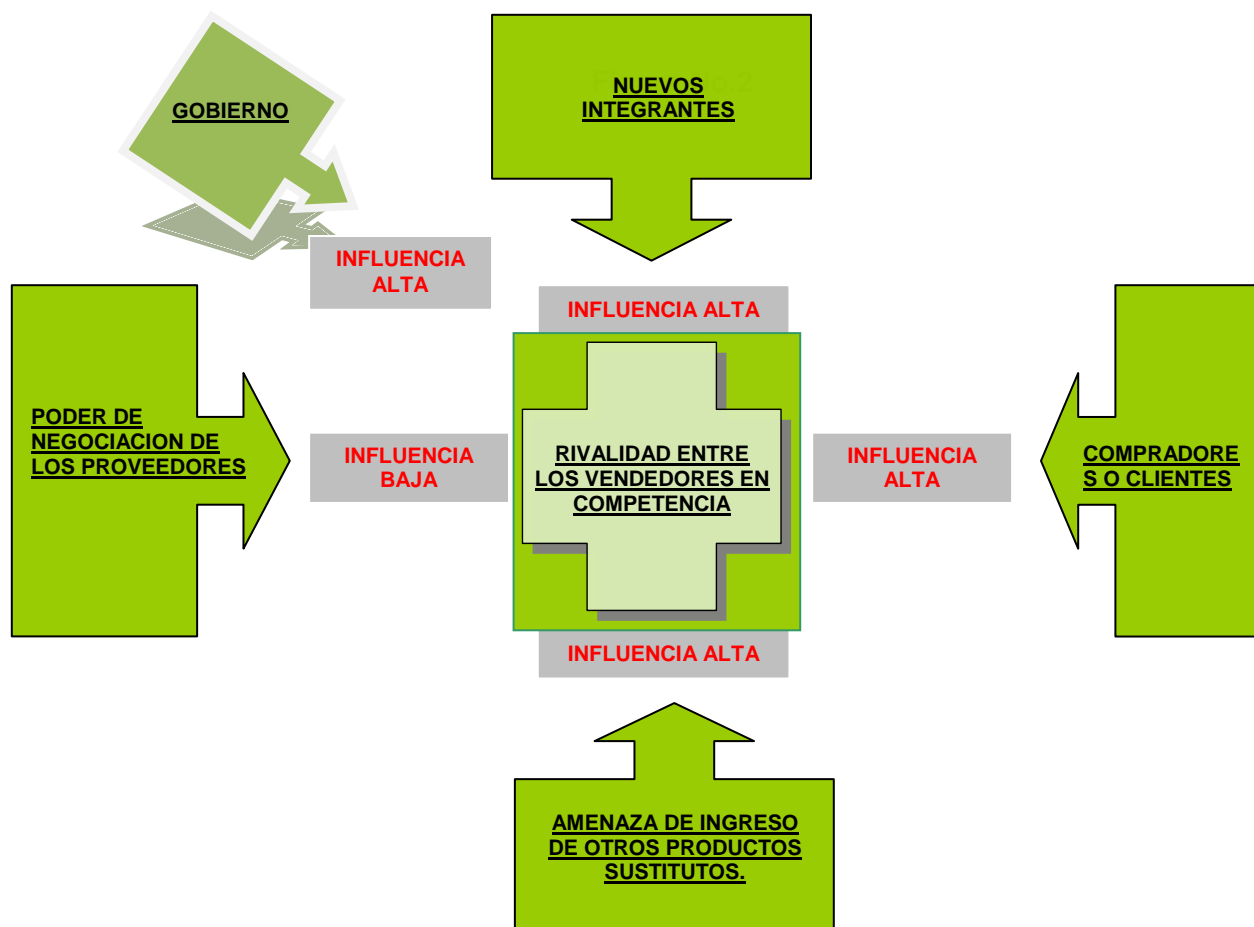 GOBIERNO
NUEVOS
INTEGRANTES
INFLUENCIA
ALTA
INFLUENCIA ALTA
PODER DE
NEGOCIACION DE
LOS PROVEEDORES
INFLUENCIA
BAJA
RIVALIDAD ENTRE
LOS VENDEDORES EN
COMPETENCIA
INFLUENCIA
ALTA
COMPRADORE
S O CLIENTES
INFLUENCIA ALTA
AMENAZA DE INGRESO
DE OTROS PRODUCTOS
SUSTITUTOS.